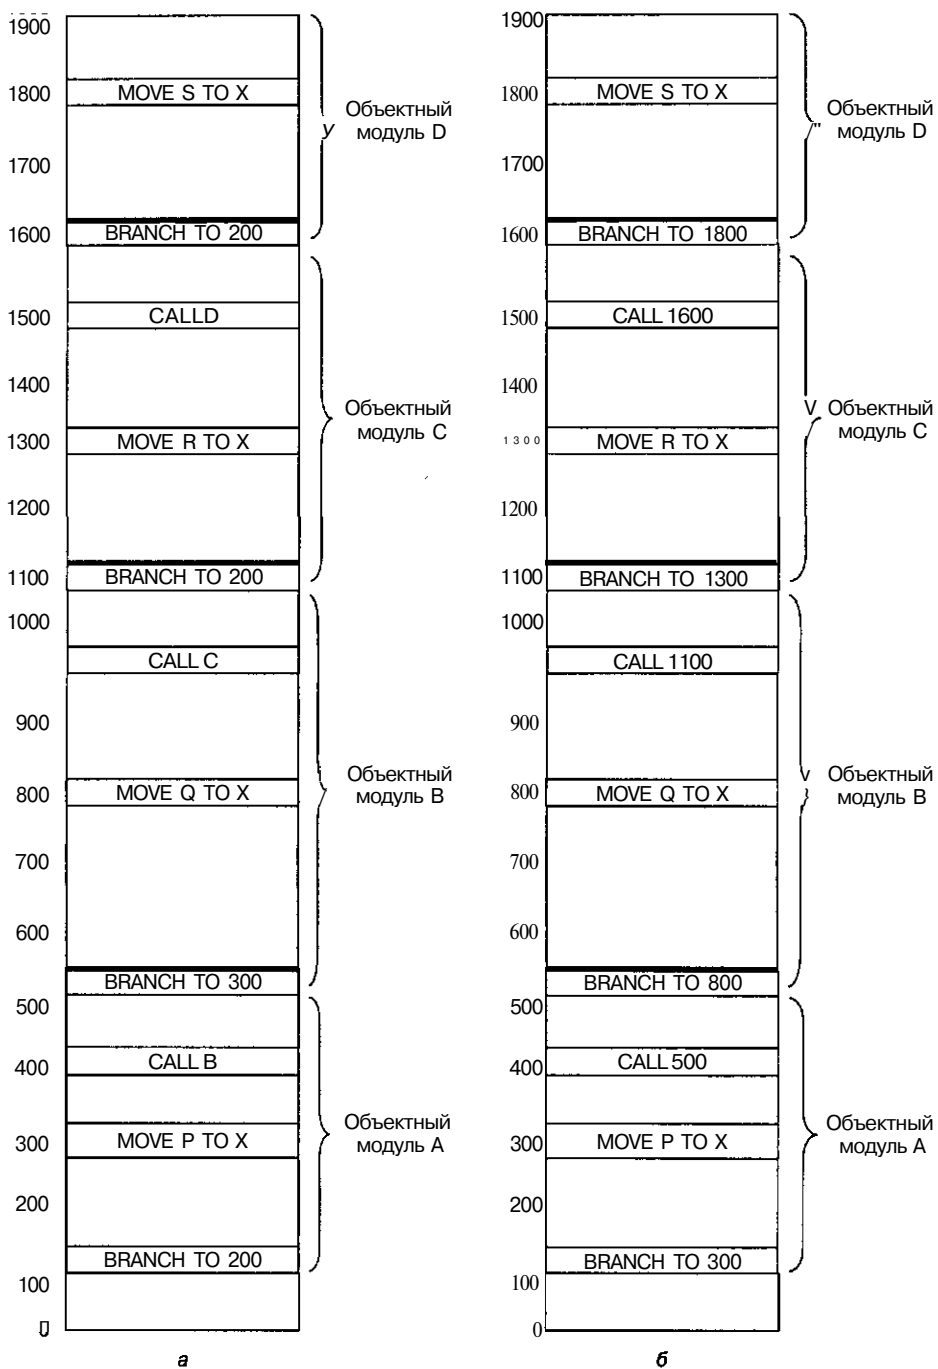 1900
1800
MOVE S TO X
Объектный
модуль D
1700
1600
BRANCH TO 200
1500
CALLD
1400
Объектный
модуль C
1300
MOVE R TO X
1200
1100
BRANCH TO 200
1000
CALL C
900
Объектный
модуль B
800
MOVE Q TO X
700
600
BRANCH TO 300
500
CALL B
400
Объектный
модуль A
300
MOVE P TO X
200
BRANCH TO 200
100
0
а
1900
1800
MOVE S TO X
Объектный
модуль D
1700
1600
BRANCH TO 1800
1500
CALL 1600
1400
Объектный
модуль C
1300
MOVE R TO X
1200
1100
BRANCH TO 1300
1000
CALL 1100
900
Объектный
модуль B
800
MOVE Q TO X
700
600
BRANCH TO 800
500
CALL 500
400
Объектный
модуль A
300
MOVE P TO X
200
BRANCH TO 300
100
0
б